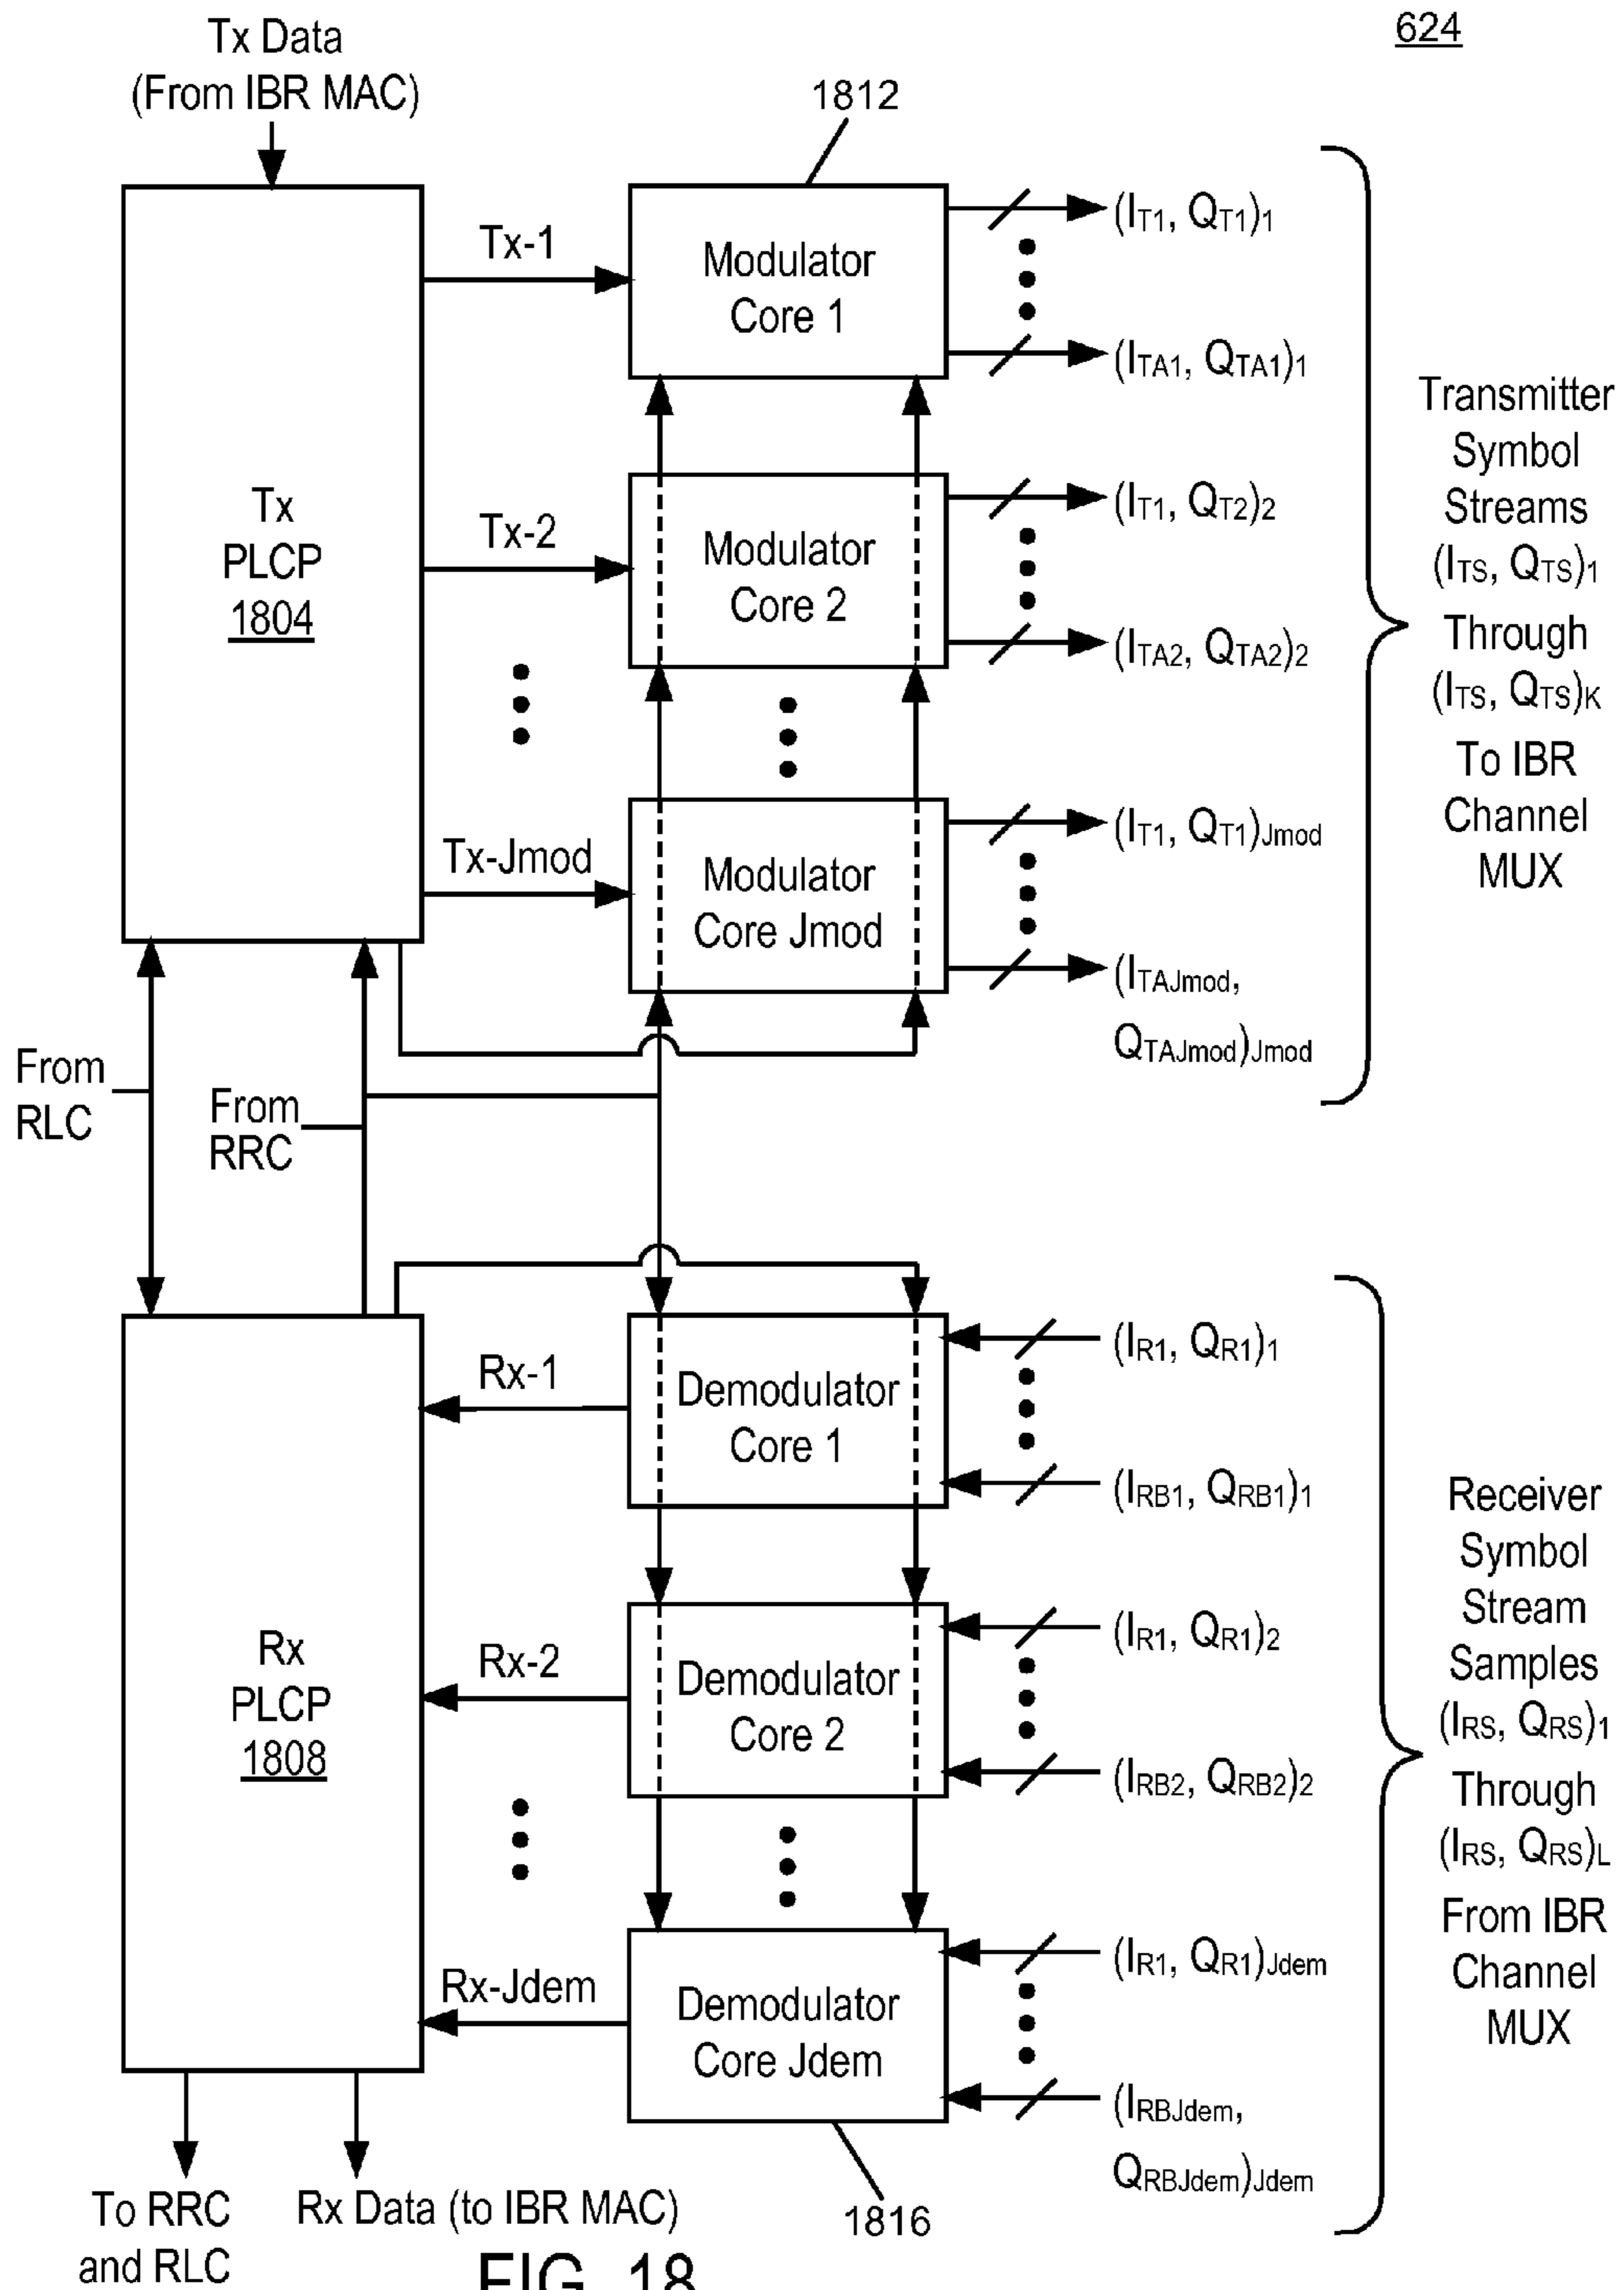 624
Tx Data
(From IBR MAC)
1812
Tx
PLCP
1804
Tx-1
Modulator
Core 1
(IT1, QT1)1
(ITA1, QTA1)1
Tx-2
Modulator
Core 2
(IT1, QT2)2
(ITA2, QTA2)2
Tx-Jmod
Modulator
Core Jmod
(IT1, QT1)Jmod
(ITAJmod,
QTAJmod)Jmod
Transmitter
Symbol
Streams
(ITS, QTS)1
Through
(ITS, QTS)K
To IBR
Channel
MUX
From
RLC
From
RRC
Rx
PLCP
1808
Rx-1
Demodulator
Core 1
(IR1, QR1)1
(IRB1, QRB1)1
Rx-2
Demodulator
Core 2
(IR1, QR1)2
(IRB2, QRB2)2
Rx-Jdem
Demodulator
Core Jdem
(IR1, QR1)Jdem
(IRBJdem,
QRBJdem)Jdem
Receiver
Symbol
Stream
Samples
(IRS, QRS)1
Through
(IRS, QRS)L
From IBR
Channel
MUX
1816
To RRC
and RLC
Rx Data (to IBR MAC)
FIG. 18